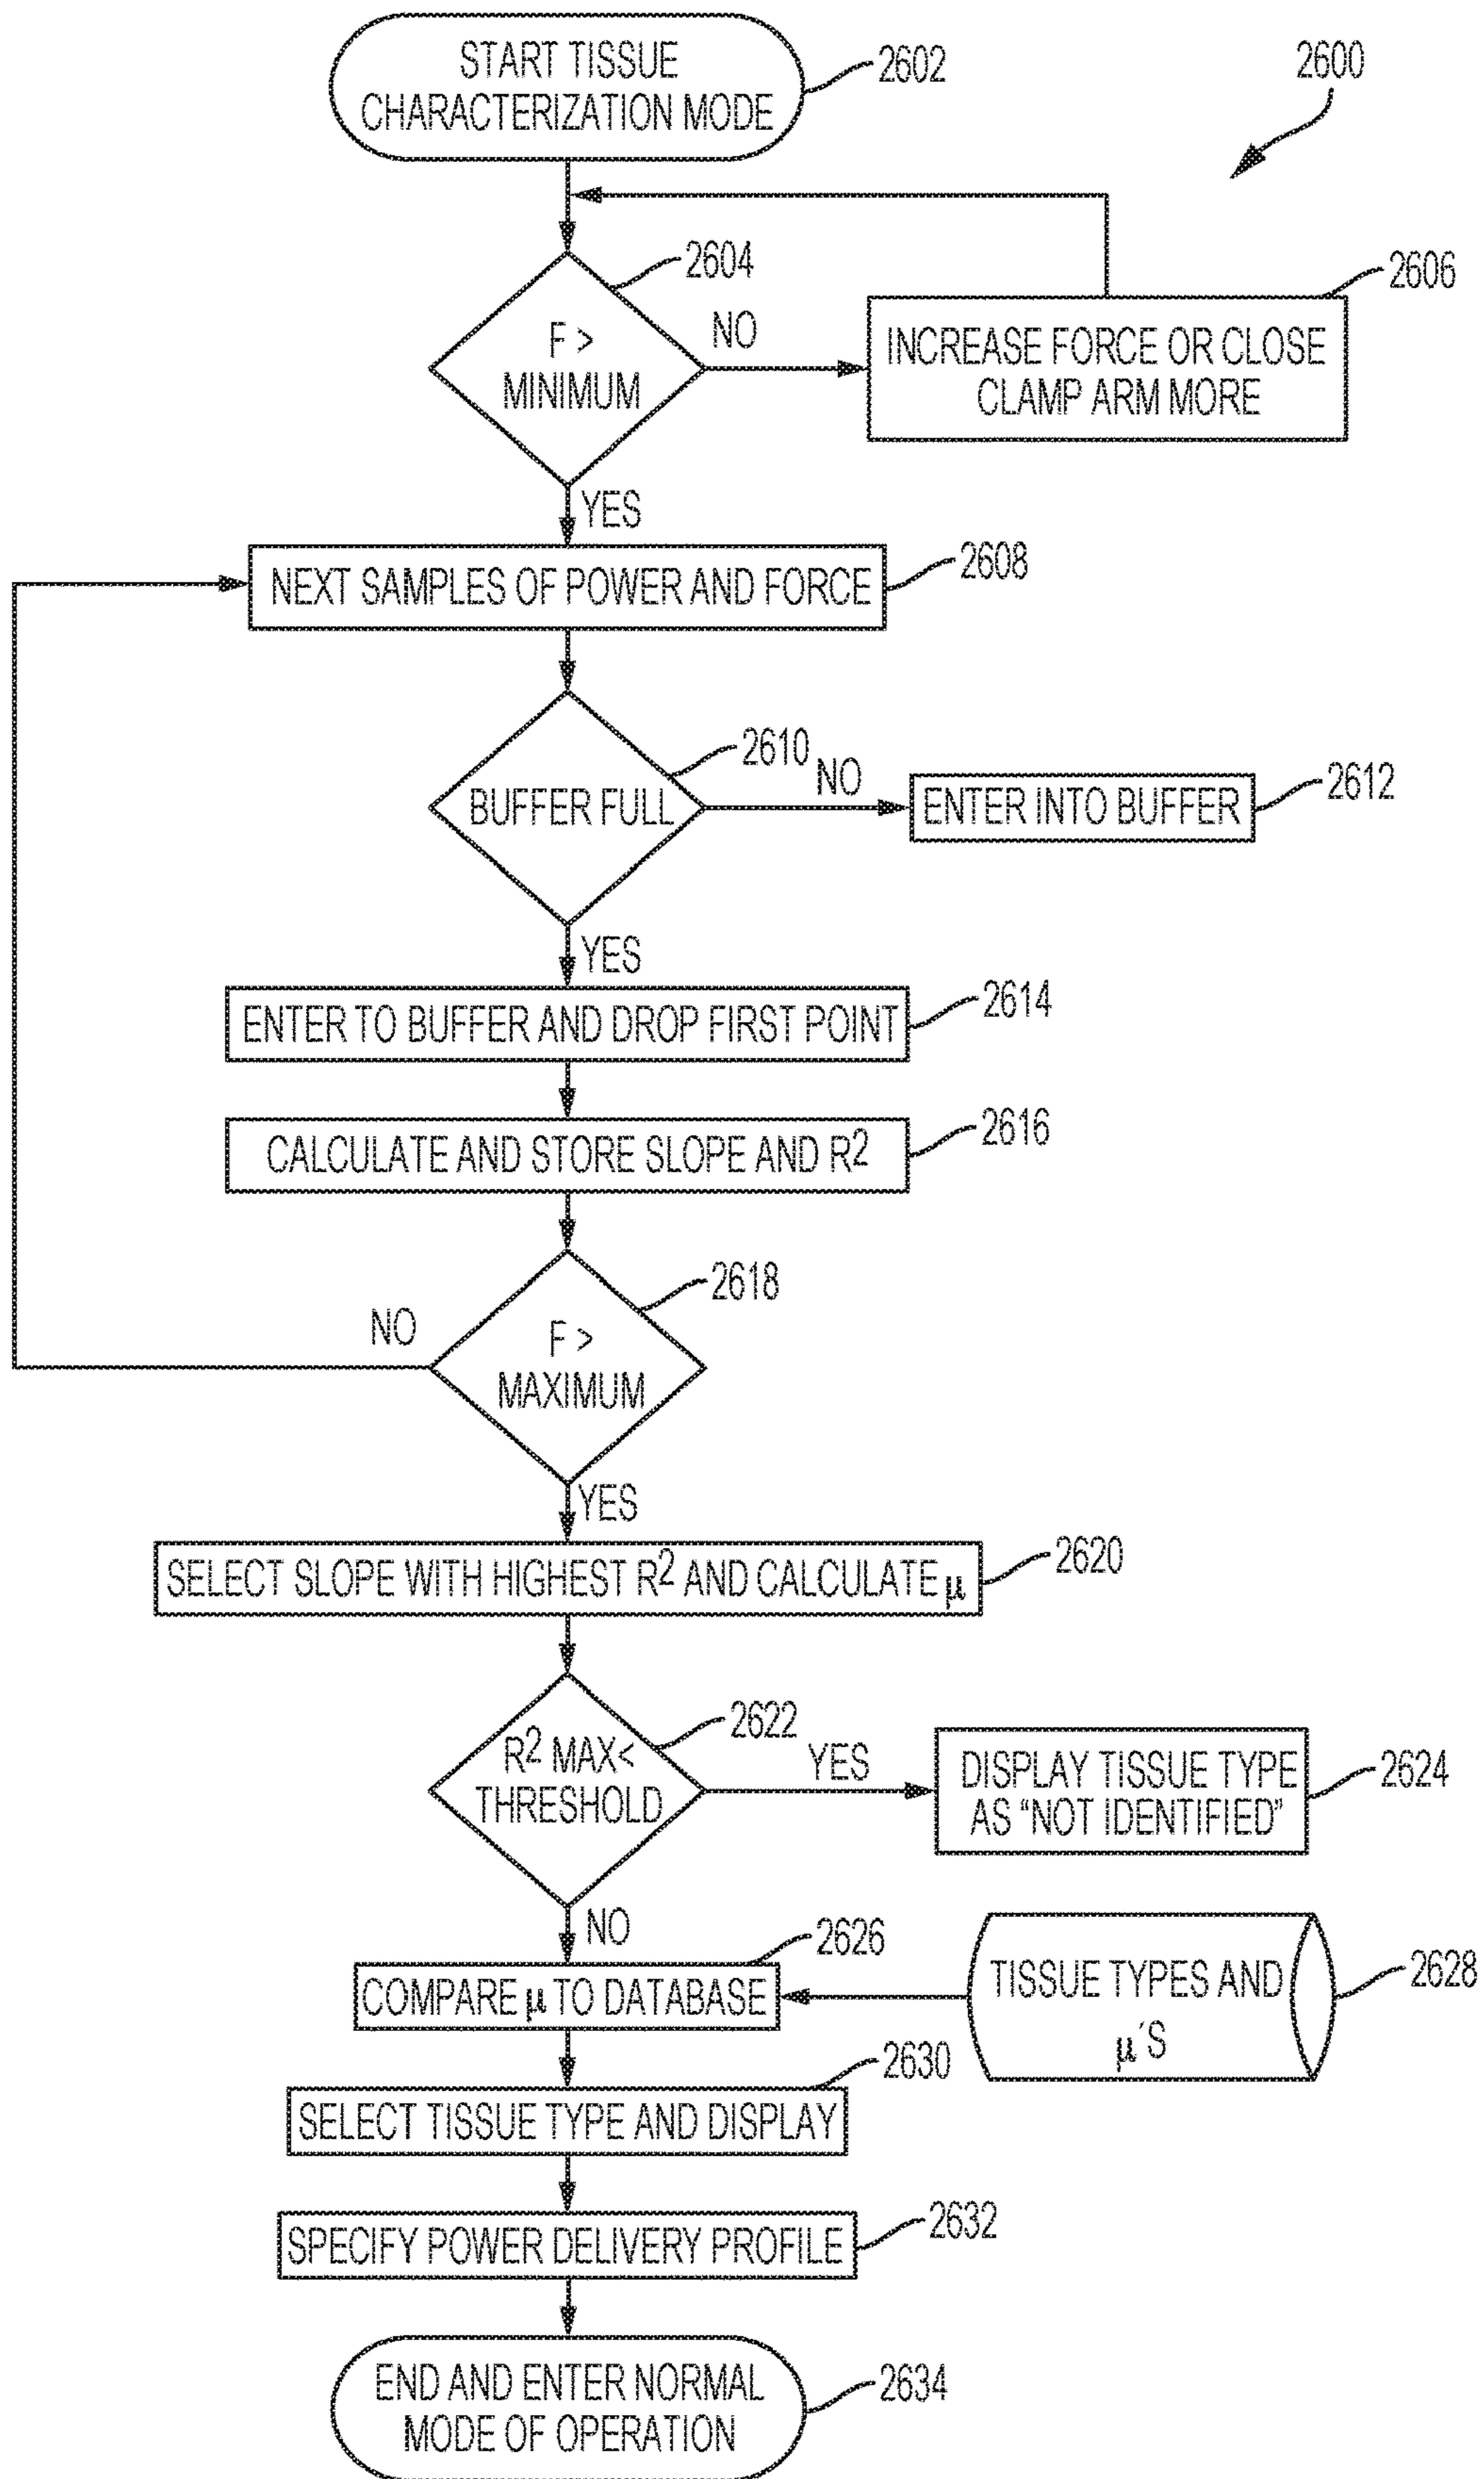 START TISSUE
CHARACTERIZATION MODE
2602
2600
2604
F >
MINIMUM
NO
2606
INCREASE FORCE OR CLOSE
CLAMP ARM MORE
YES
NEXT SAMPLES OF POWER AND FORCE
2608
2610
BUFFER FULL
NO
ENTER INTO BUFFER
2612
YES
ENTER TO BUFFER AND DROP FIRST POINT
2614
CALCULATE AND STORE SLOPE AND R²
2616
2618
NO
F >
MAXIMUM
YES
SELECT SLOPE WITH HIGHEST R² AND CALCULATE μ
2620
2622
R² MAX<
THRESHOLD
YES
DISPLAY TISSUE TYPE
AS “NOT IDENTIFIED”
2624
NO
2626
COMPARE μ TO DATABASE
TISSUE TYPES AND
μ´S
2628
2630
SELECT TISSUE TYPE AND DISPLAY
2632
SPECIFY POWER DELIVERY PROFILE
END AND ENTER NORMAL
MODE OF OPERATION
2634